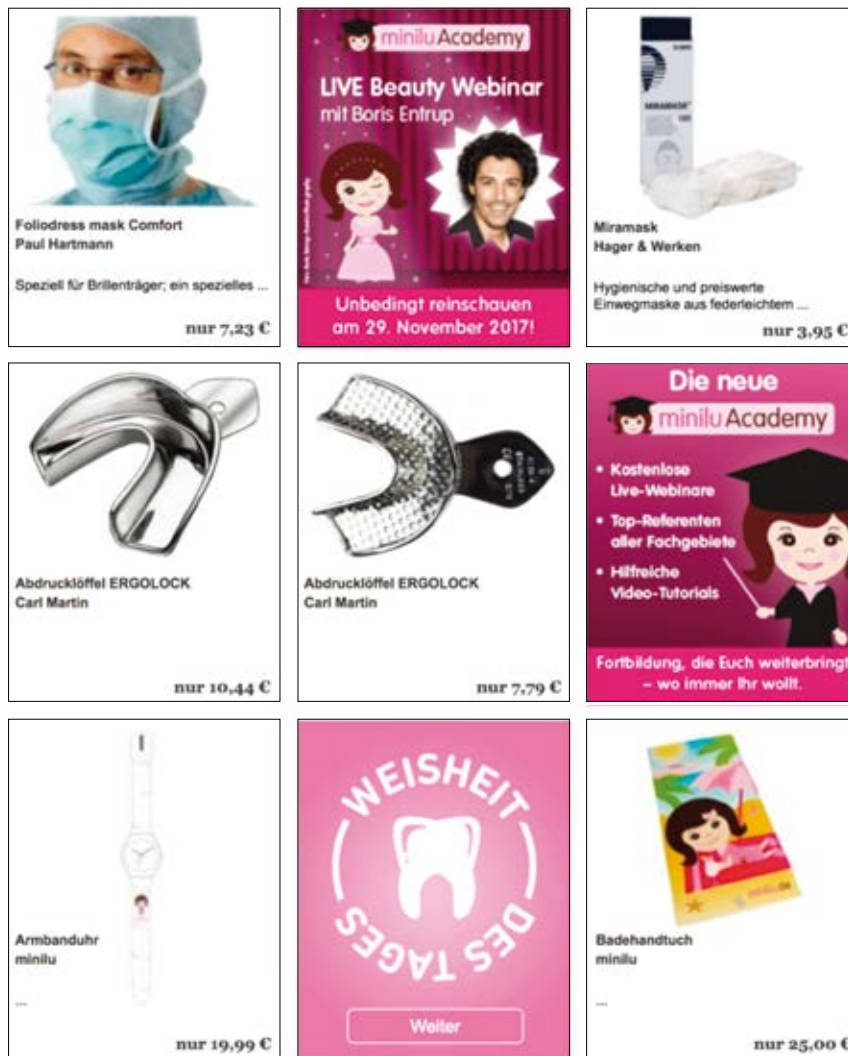 Foliodress mask Comfort
Paul Hartmann
Speziell für Brillenträger; ein spezielles ...
nur 7,23 €
minilu Academy
LIVE Beauty Webinar
mit Boris Entrup
Unbedingt reinschauen
am 29. November 2017!
MIRAMASK
Miramask
Hager & Werken
Hygienische und preiswerte
Einwegmaske aus federleichtem ...
nur 3,95 €
Abdrucklöffel ERGOLOCK
Carl Martin
nur 10,44 €
Abdrucklöffel ERGOLOCK
Carl Martin
nur 7,79 €
Die neue
minilu Academy
• Kostenlose
Live-Webinare
• Top-Referenten
aller Fachgebiete
• Hilfreiche
Video-Tutorials
Fortbildung, die Euch weiterbringt
– wo immer Ihr wollt.
Armbanduhr
minilu
...
nur 19,99 €
WEISHEIT
DES TAGES
Weiter
minilu.de
Badehandtuch
minilu
...
nur 25,00 €